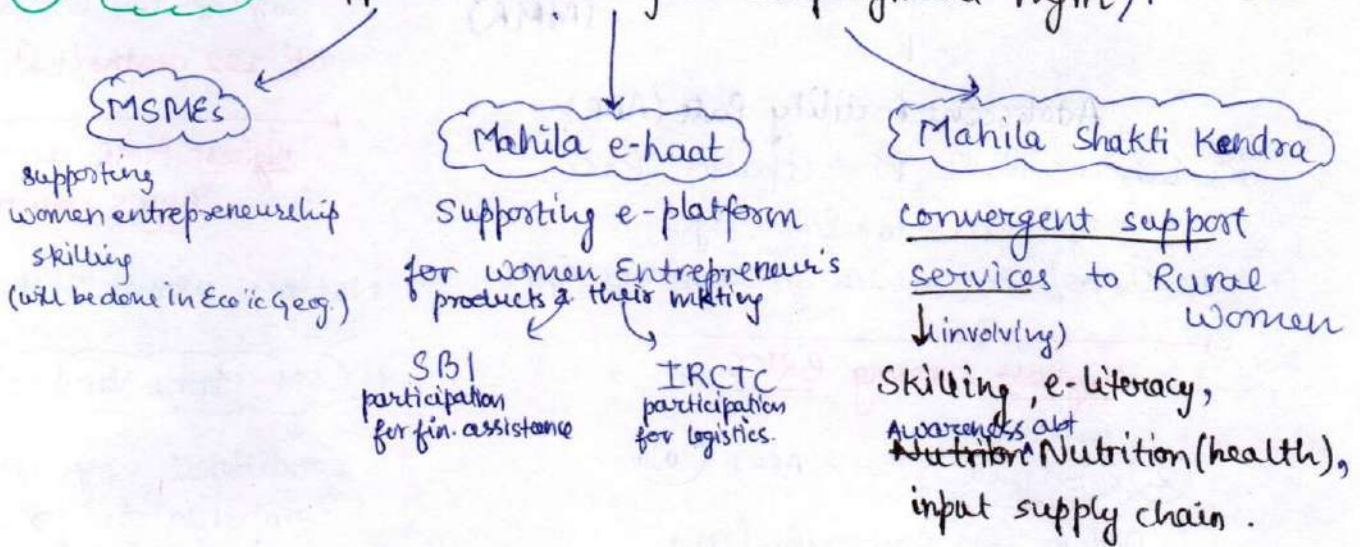 MSMEs
supporting
women entrepreneurship
skilling
(will be done in Eco'ic Geog.)
Mahila e-haat
Supporting e-platform
for women Entrepreneur's
products & their mkting
SBI
participation
for fin. assistance
IRCTC
participation
for logistics.
Mahila Shakti Kendra
convergent support
services to Rural
Women
(involving)
Skilling, e-literacy,
Awareness abt
Nutrition Nutrition (health),
input supply chain.